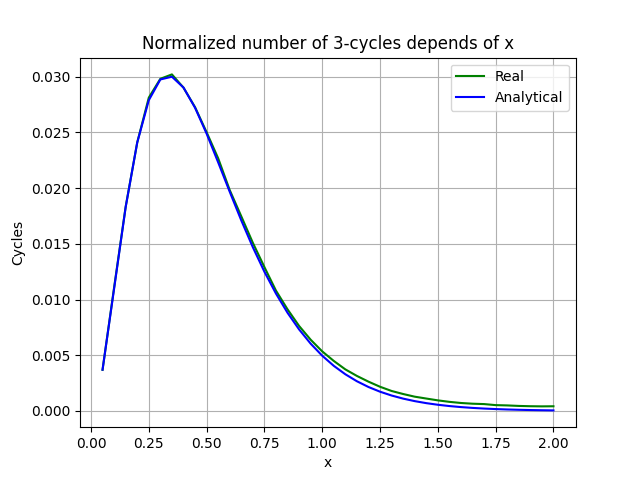 Normalized number of 3-cycles depends of x
Real
Analytical
0.030
0.025
0.020
0.015
0.010
0.005
0.000
Cycles
0.00 0.25 0.50 0.75 1.00 1.25 1.50 1.75 2.00
x